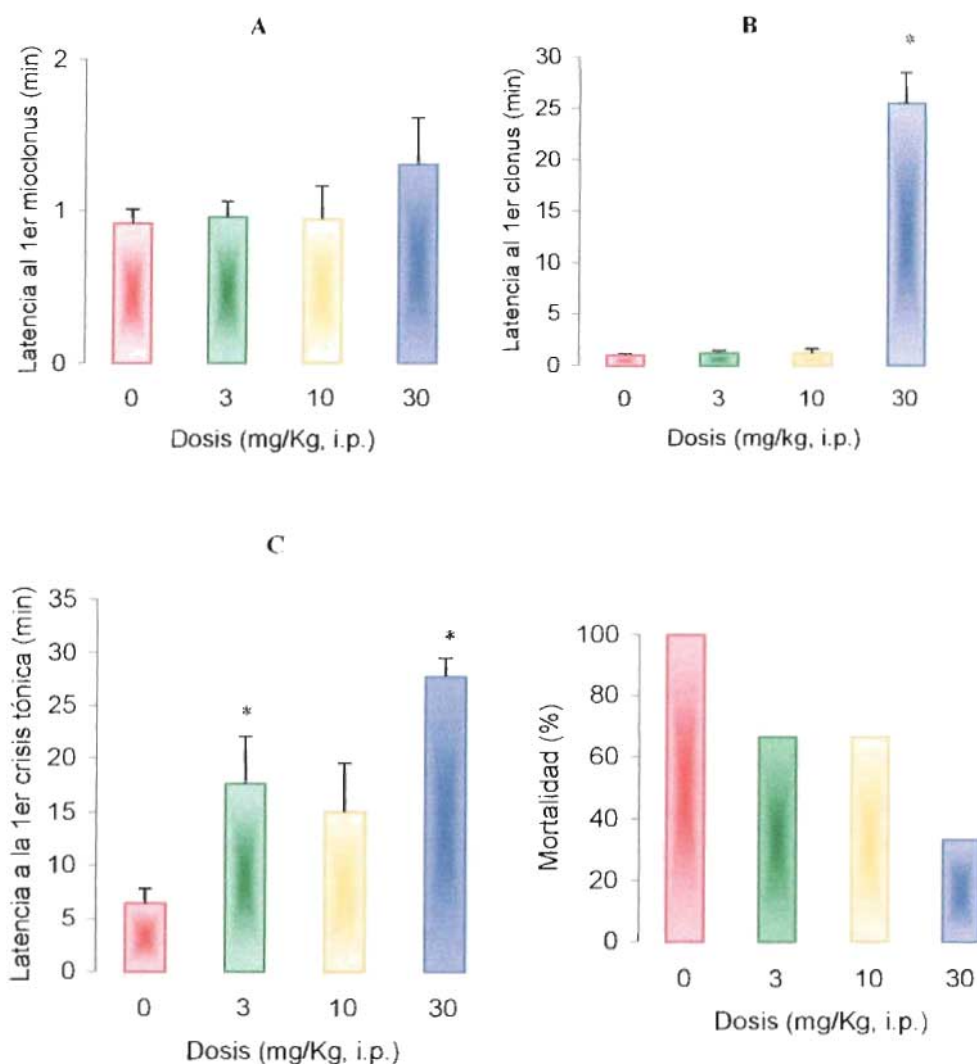 A
Latencia al 1er mioclonus (min)
2
1
0
0 3 10 30
Dosis (mg/Kg, i.p.)
B
*
Latencia al 1er clonus (min)
30
25
20
15
10
5
0
0 3 10 30
Dosis (mg/kg, i.p.)
C
Latencia a la 1er crisis tónica (min)
35
30
25
20
15
10
5
0
*
*
0 3 10 30
Dosis (mg/Kg, i.p.)
Mortalidad (%)
100
80
60
40
20
0
0 3 10 30
Dosis (mg/Kg, i.p.)